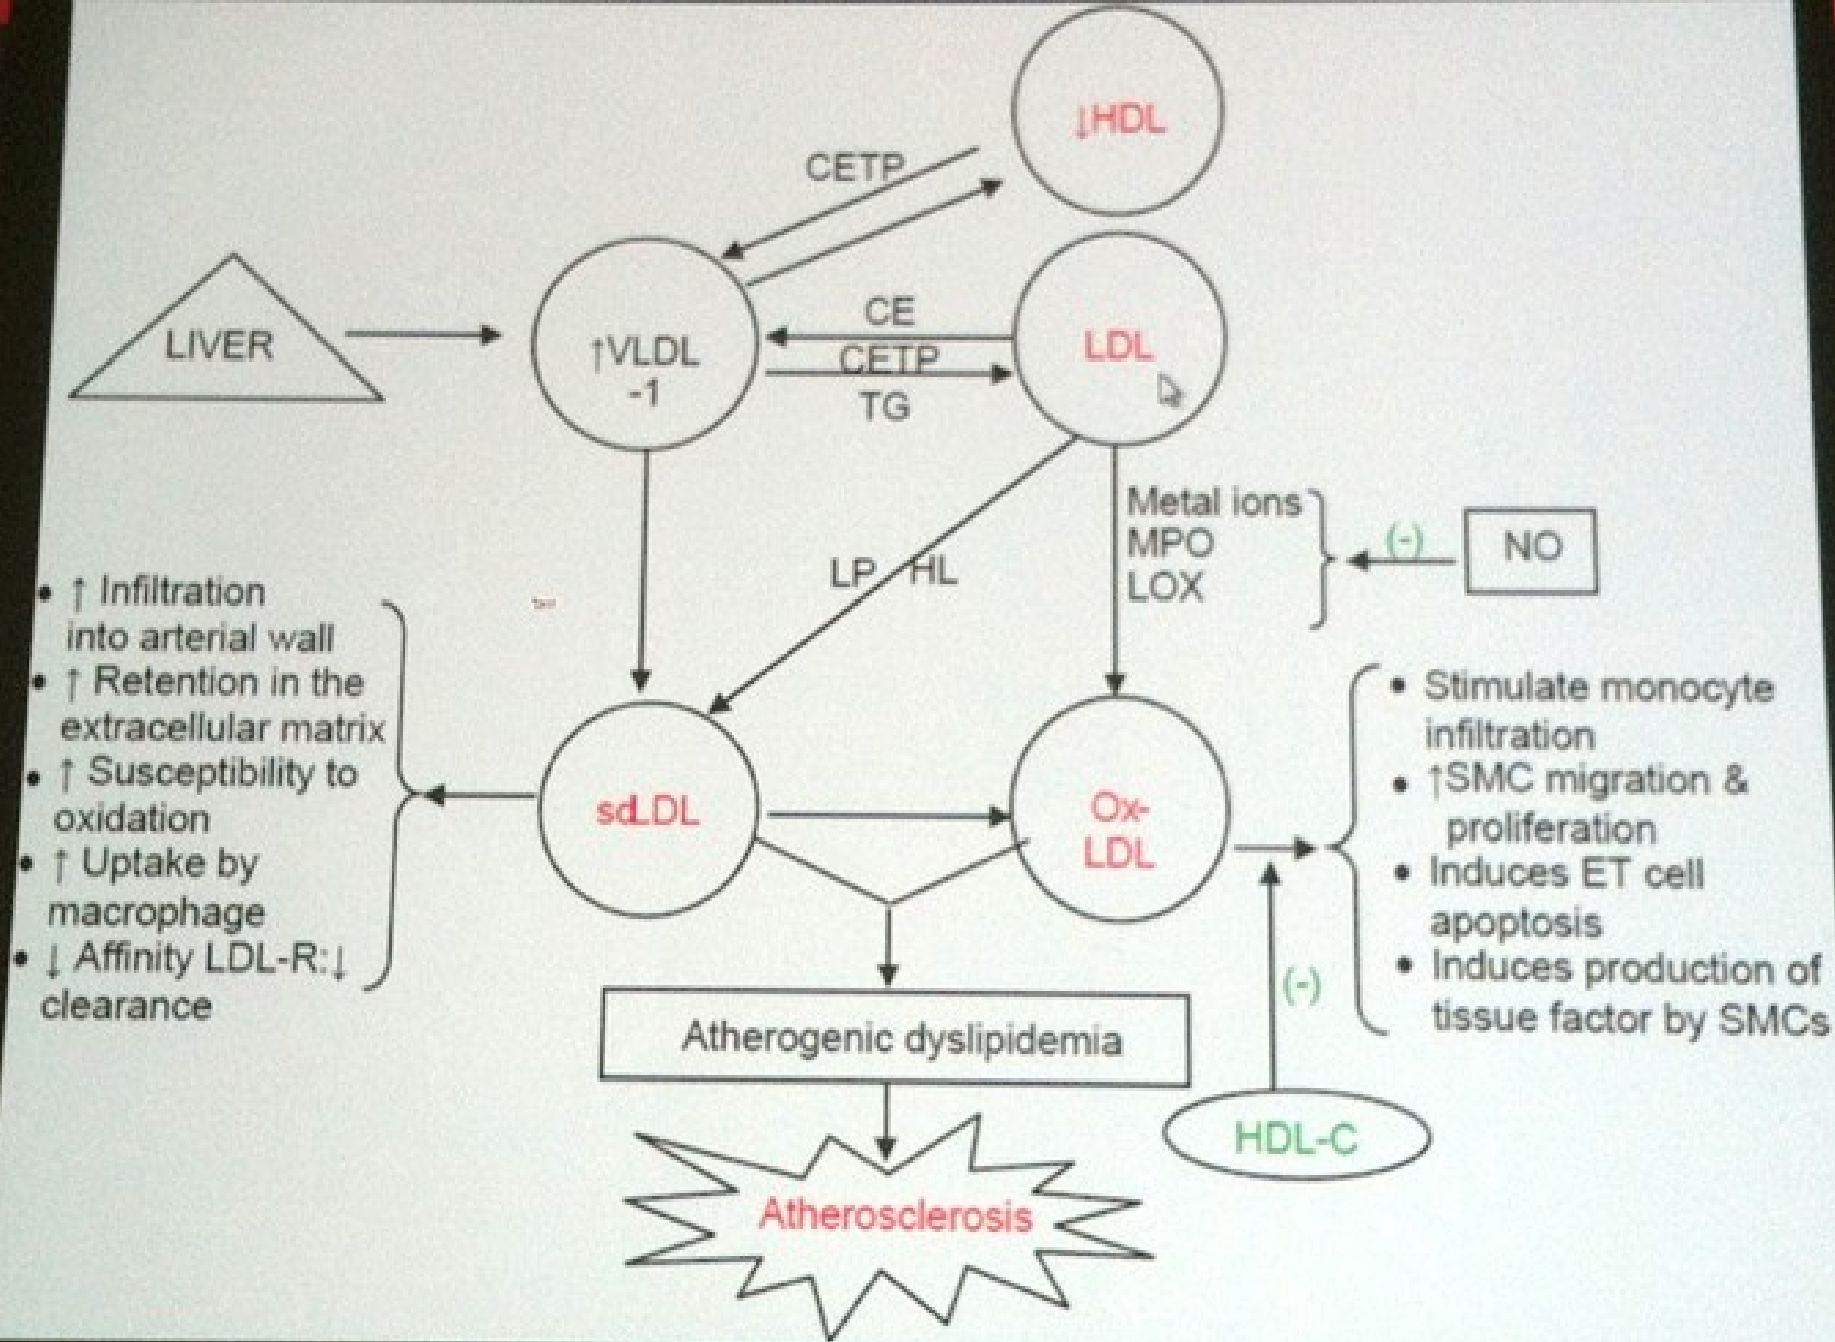 ↓HDL
CETP
LIVER
↑VLDL
-1
CE
CETP
TG
LDL
Metal ions
MPO
LOX
(-)
NO
LP HL
• ↑ Infiltration
into arterial wall
• ↑ Retention in the
extracellular matrix
• ↑ Susceptibility to
oxidation
• ↑ Uptake by
macrophage
• ↓ Affinity LDL-R:↓
clearance
sdLDL
Ox-
LDL
• Stimulate monocyte
infiltration
• ↑SMC migration &
proliferation
• Induces ET cell
apoptosis
• Induces production of
tissue factor by SMCs
(-)
HDL-C
Atherogenic dyslipidemia
Atherosclerosis